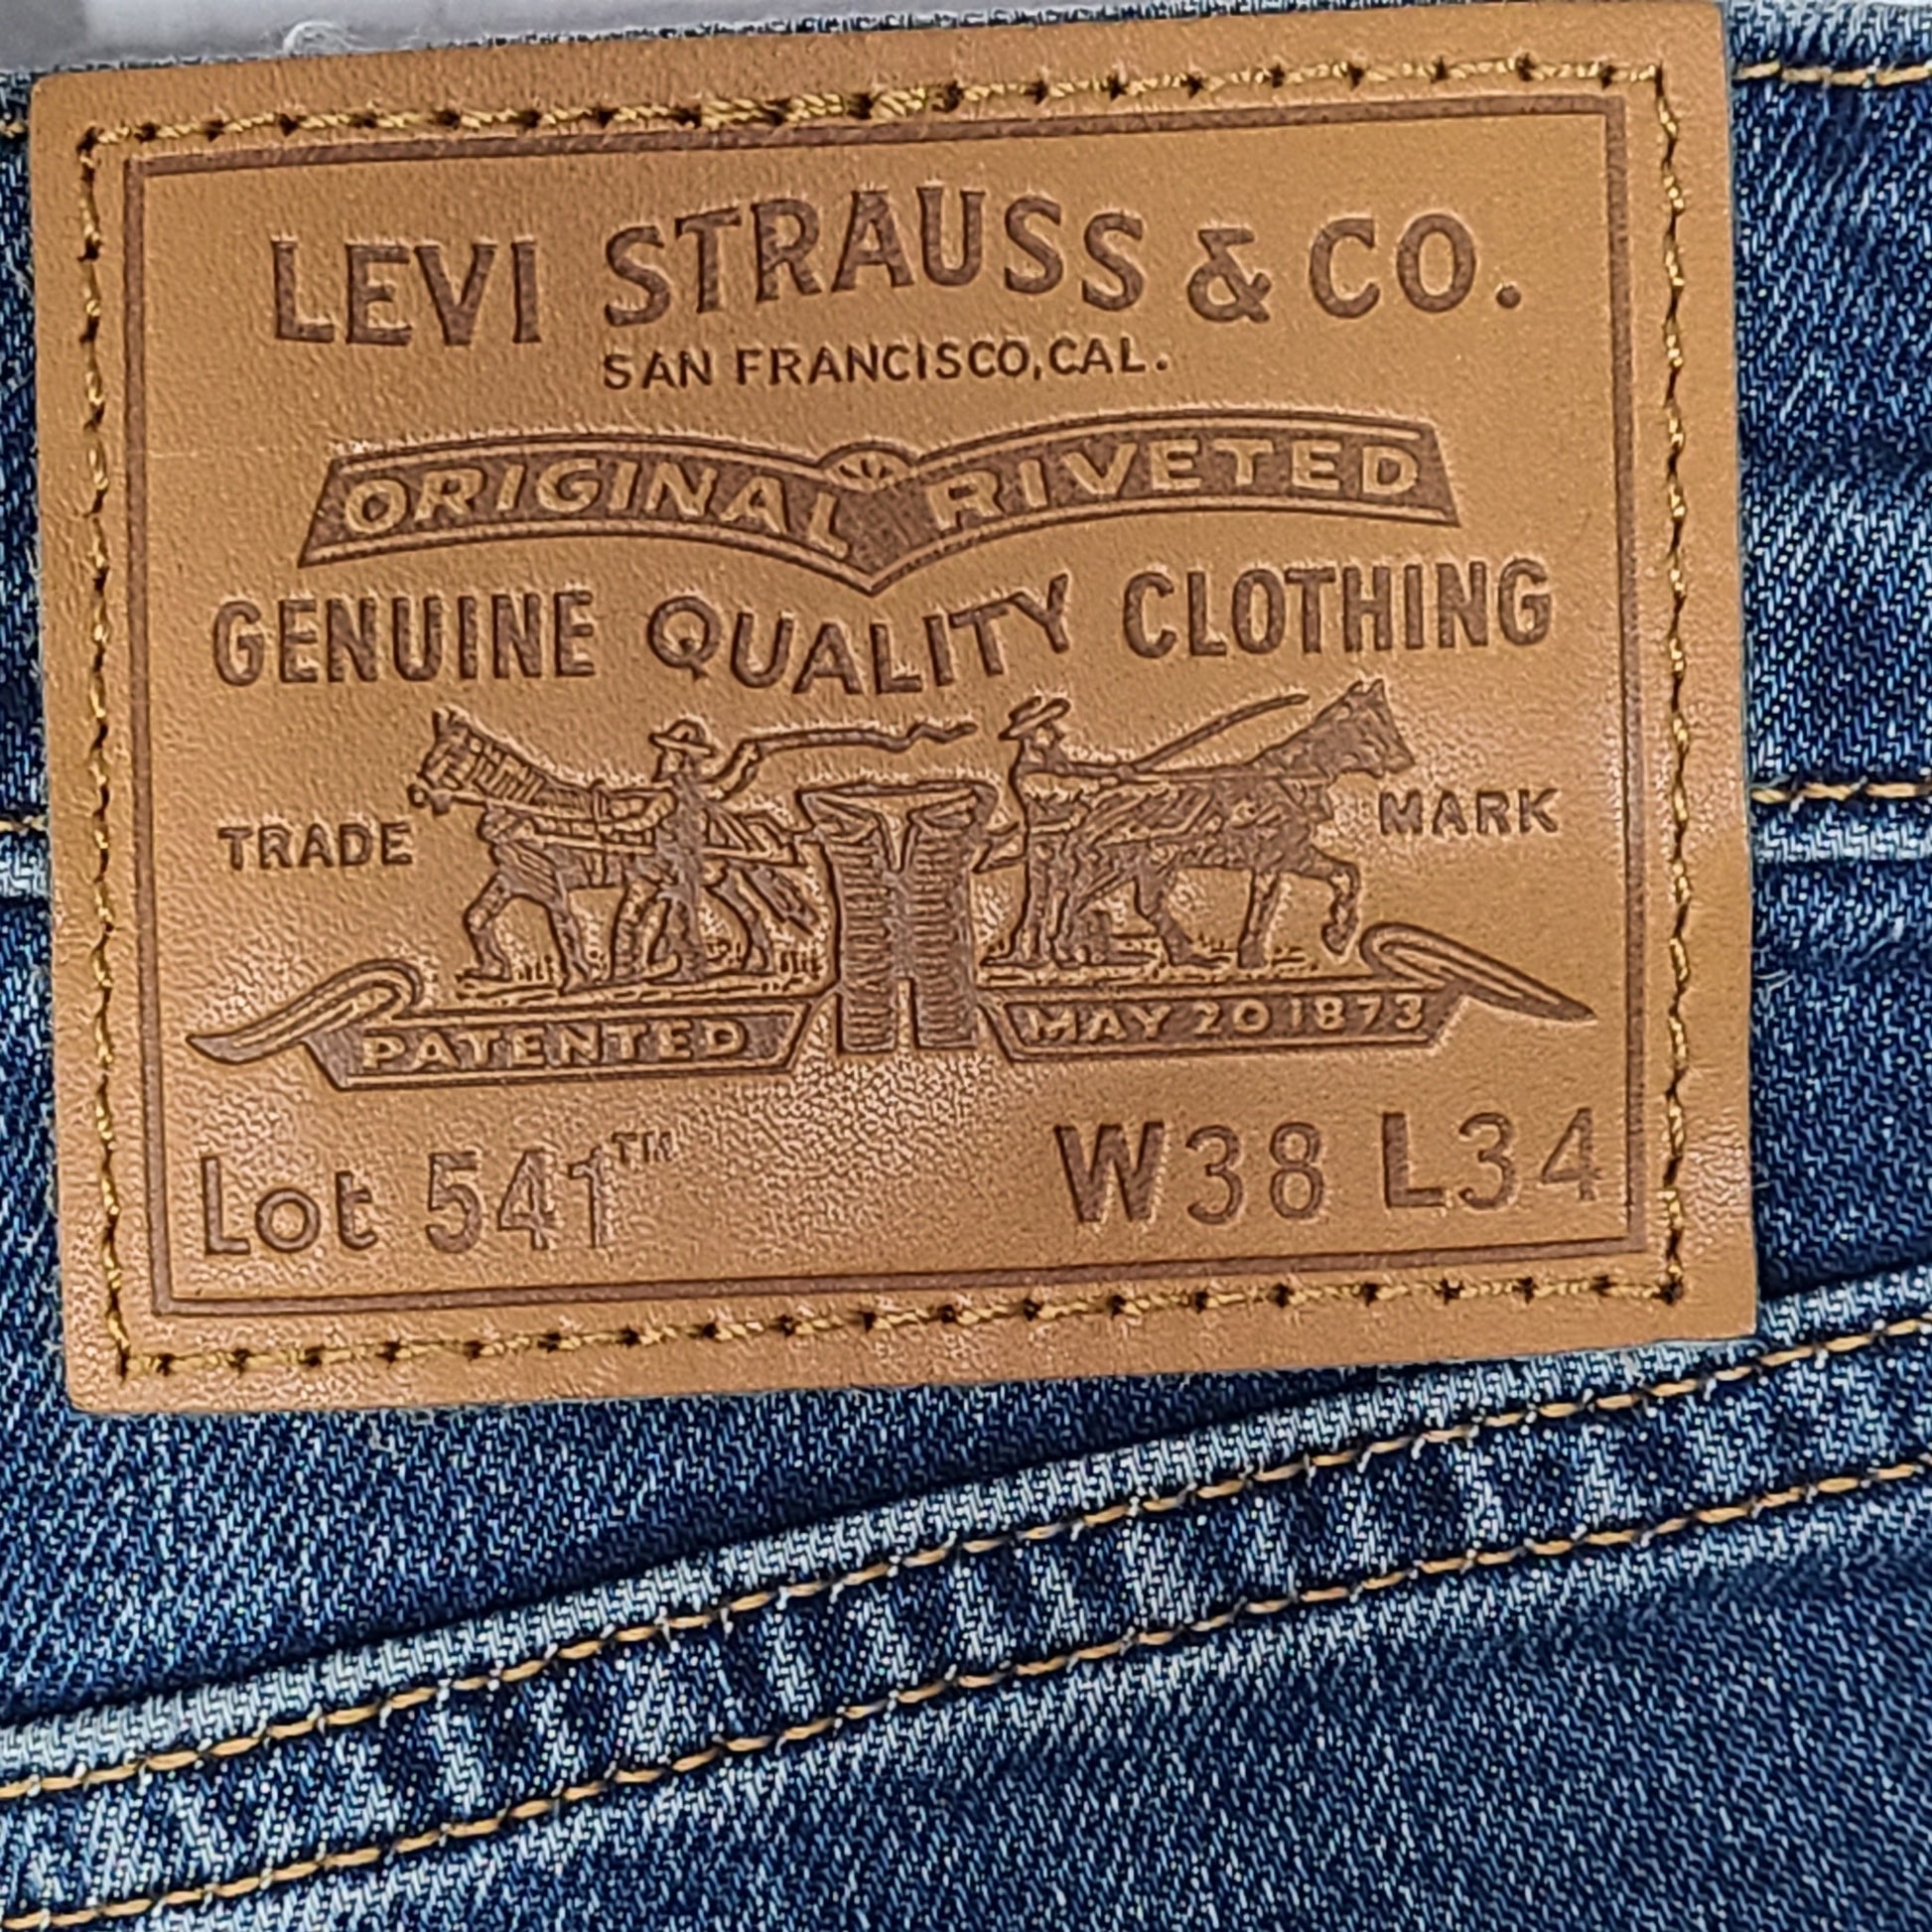 LEVI STRAUSS & CO.
SAN FRANCISCO, CAL.
ORIGINAL RIVETED
GENUINE QUALITY CLOTHING
TRADE MARK
PATENTED MAY 20 1873
Lot 541™ W38 L34